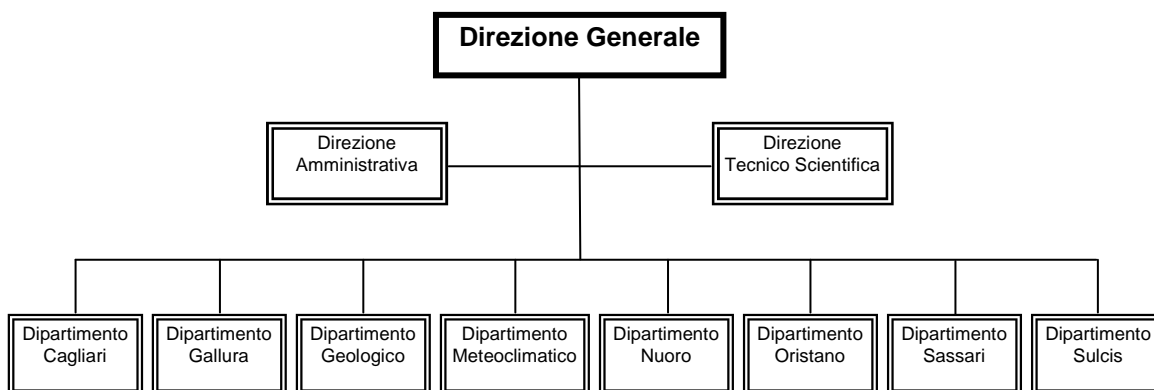 Direzione Generale
Direzione
Amministrativa
Direzione
Tecnico Scientifica
Dipartimento
Cagliari
Dipartimento
Gallura
Dipartimento
Geologico
Dipartimento
Meteoclimatico
Dipartimento
Nuoro
Dipartimento
Oristano
Dipartimento
Sassari
Dipartimento
Sulcis